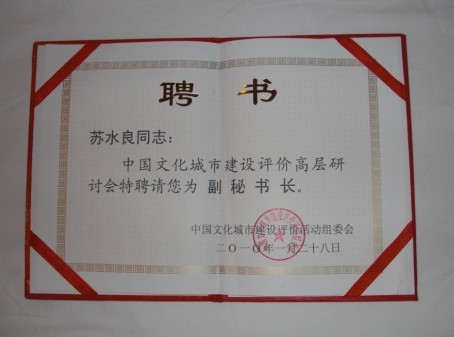 聘书
苏水良同志:
中国文化城市建设评价高层研
讨会特聘请您为 副秘书长。
中国文化城市建设评价活动组委会
二〇一〇年一月二十八日